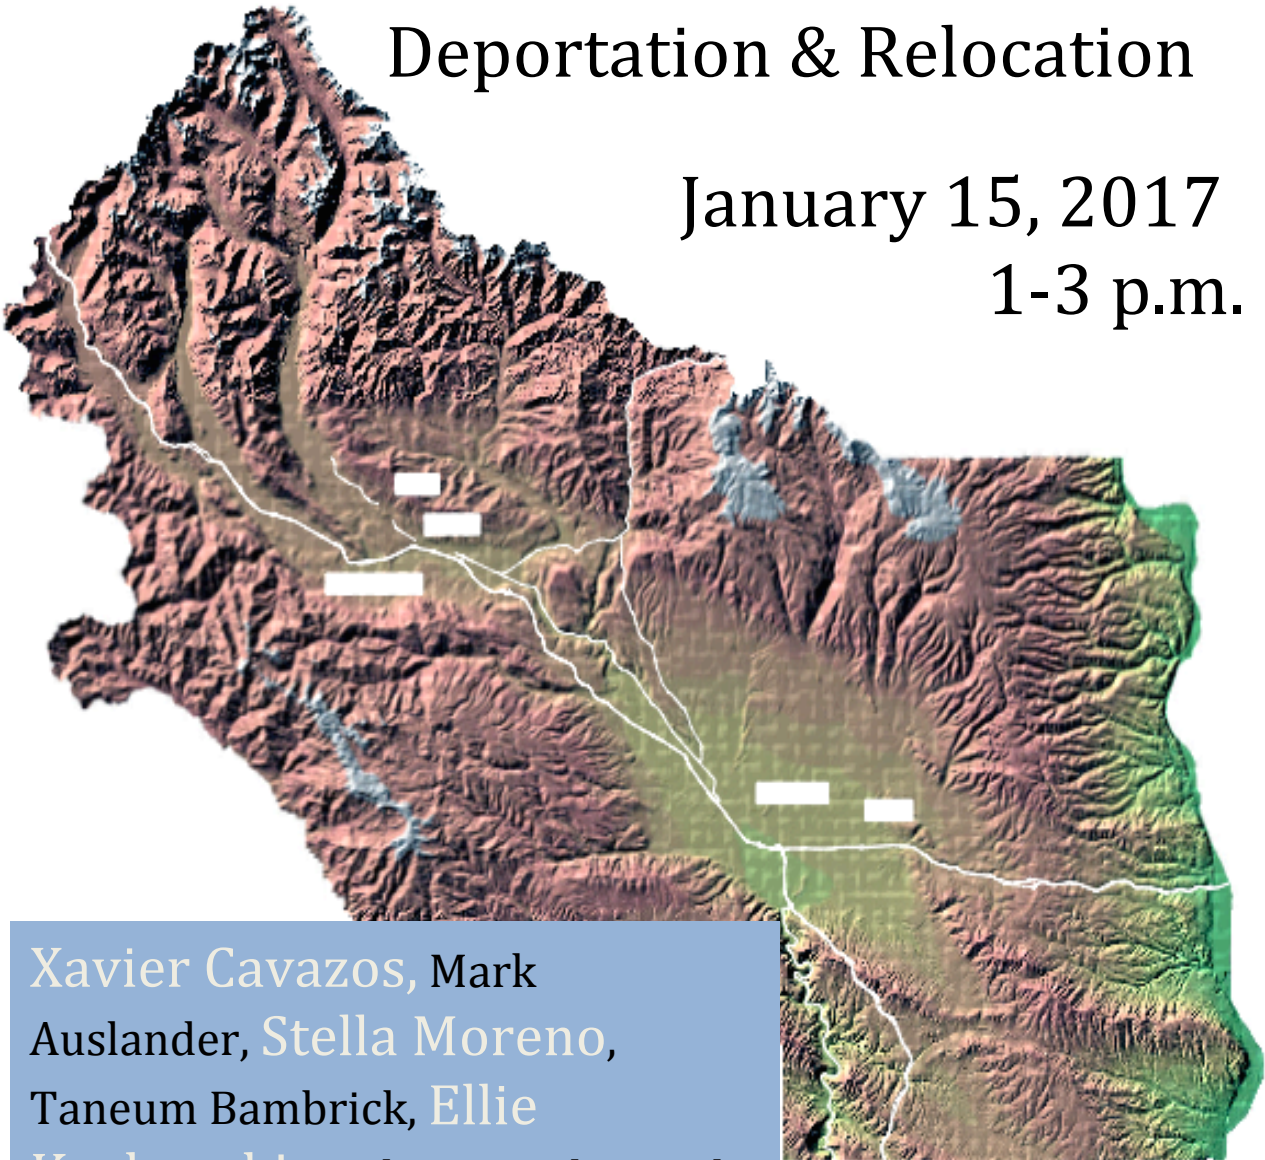 Deportation & Relocation
January 15, 2017
1-3 p.m.
Xavier Cavazos, Mark
Auslander, Stella Moreno,
Taneum Bambrick, Ellie